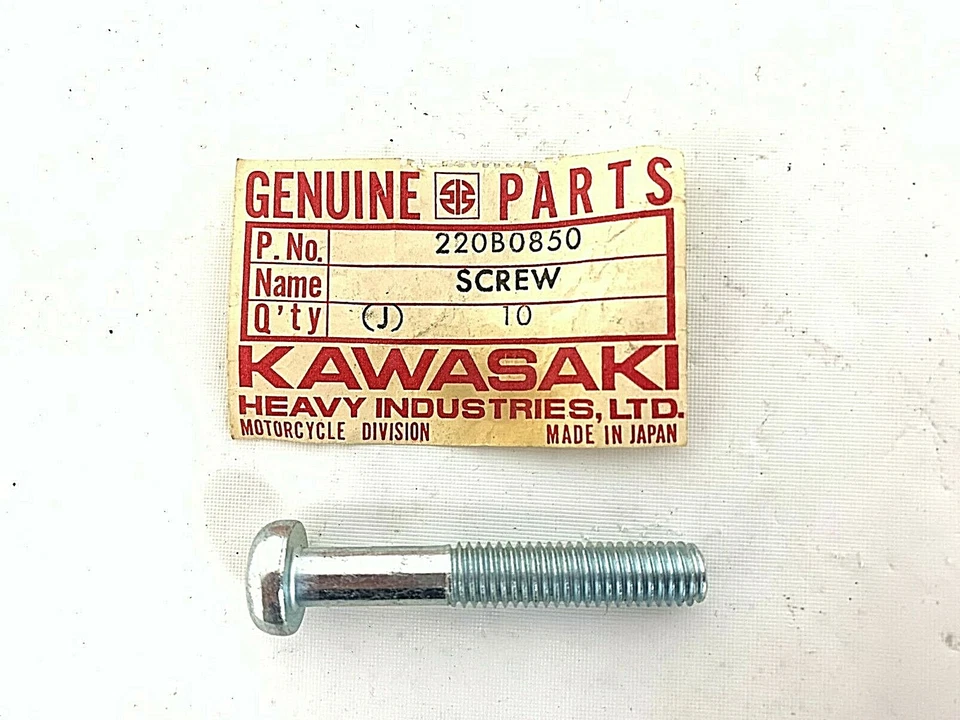 GENUINE PARTS
P. No. 220B0850
Name SCREW
Q'ty (J) 10
KAWASAKI
HEAVY INDUSTRIES, LTD.
MOTORCYCLE DIVISION MADE IN JAPAN